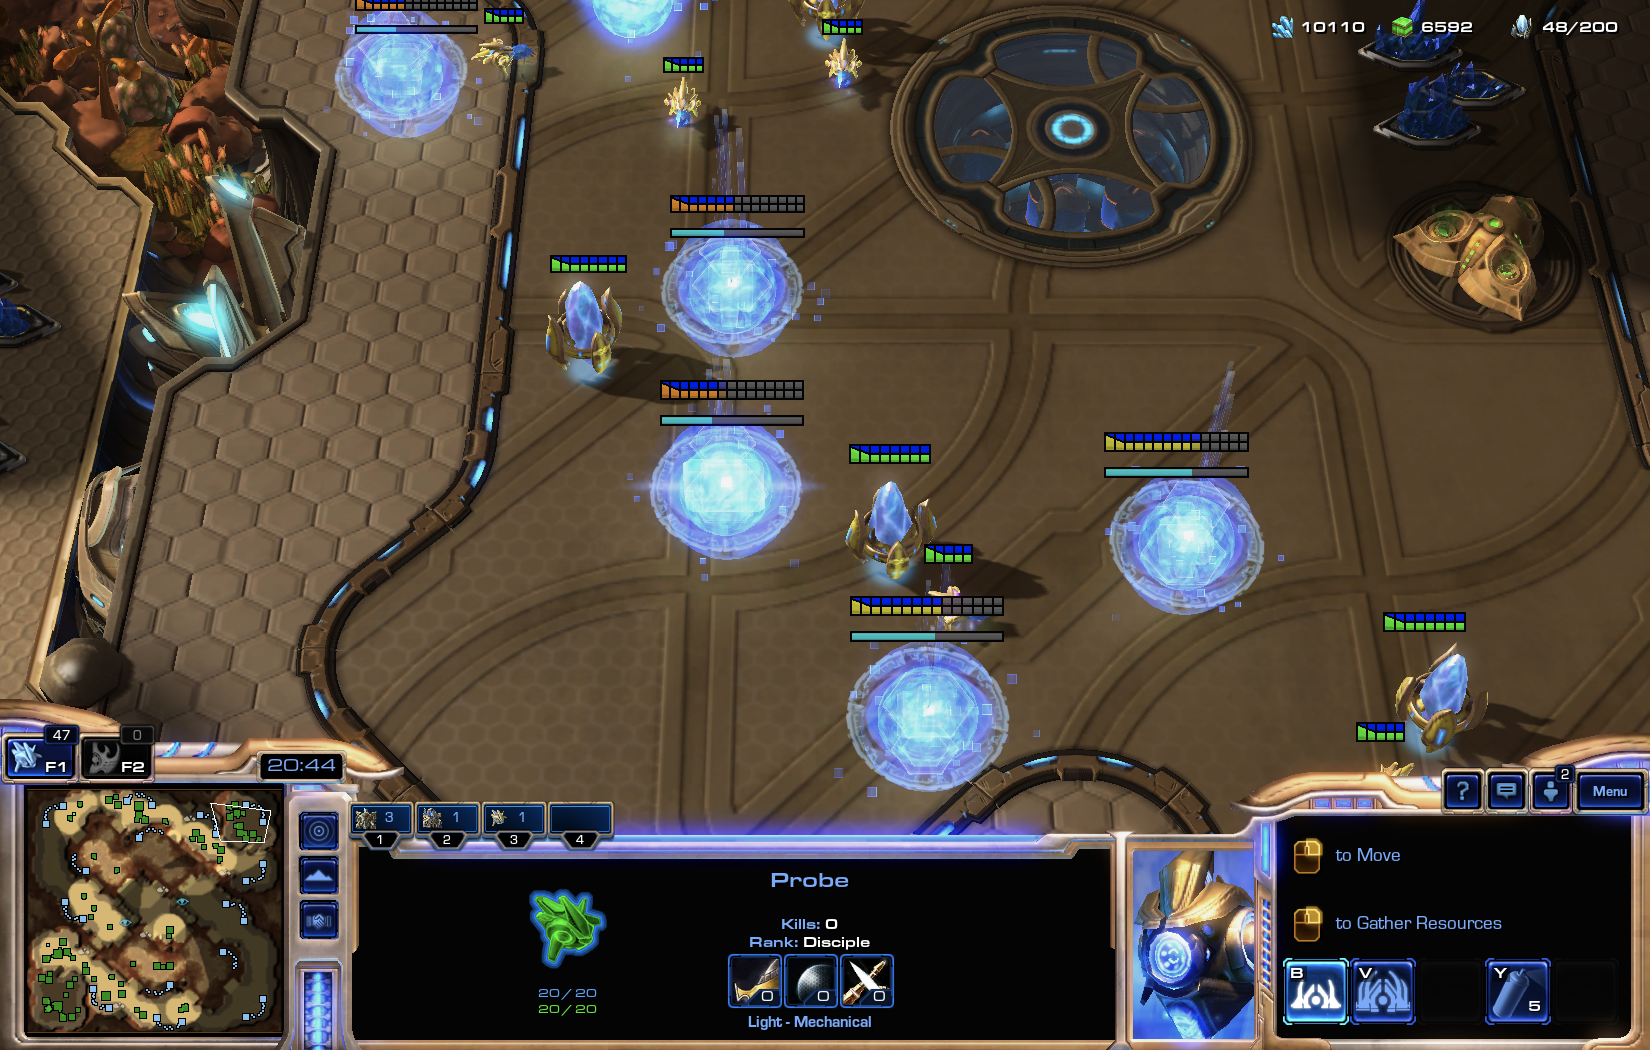 10110 6592 48/200
47 0
F1 F2
20:44
2
? Menu
3 1 1
1 2 3 4
Probe
Kills: 0
Rank: Disciple
0 0 0
20/20
20/20
Light - Mechanical
to Move
to Gather Resources
B V Y
5